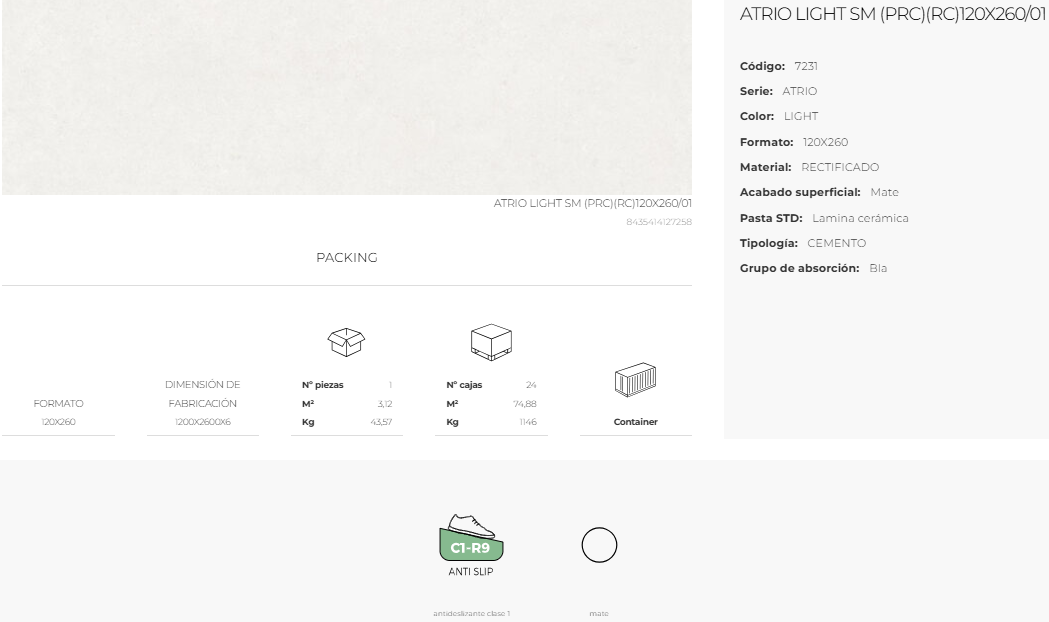 ATRIO LIGHT SM (PRC)(RC)120X260/01
Código: 7231
Serie: ATRIO
Color: LIGHT
Formato: 120X260
Material: RECTIFICADO
Acabado superficial: Mate
Pasta STD: Lamina cerámica
Tipología: CEMENTO
Grupo de absorción: BIa
ATRIO LIGHT SM (PRC)(RC)120X260/01
8435414127258
PACKING
FORMATO
120X260
DIMENSIÓN DE
FABRICACIÓN
1200X2600X6
Nº piezas 1
M² 3,12
Kg 43,57
Nº cajas 24
M² 74,88
Kg 1146
Container
C1-R9
ANTI SLIP
antideslizante clase 1
mate